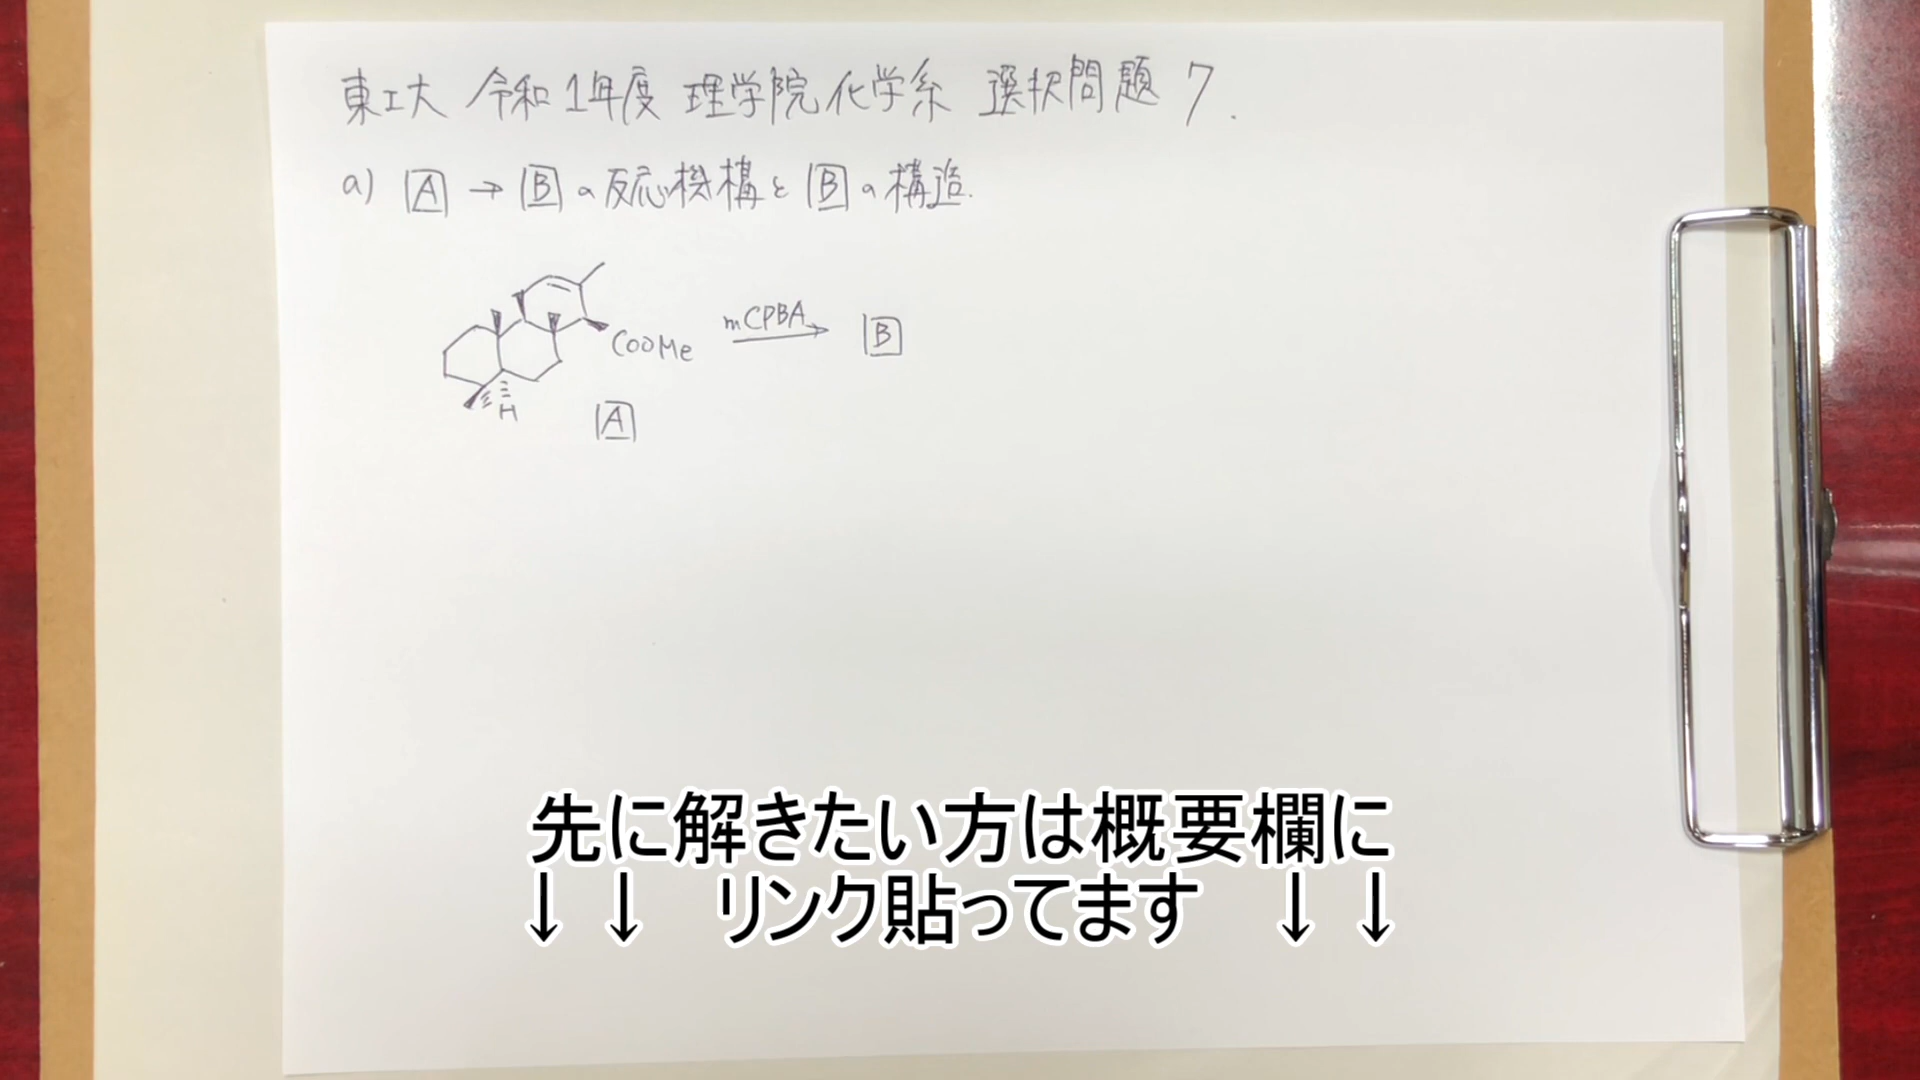 東工大 令和1年度 理学院 化学系 選択問題 7.
a) A → B の反応機構と B の構造.
mCPBA
B
COOMe
H
A
先に解きたい方は概要欄に
↓↓ リンク貼ってます ↓↓